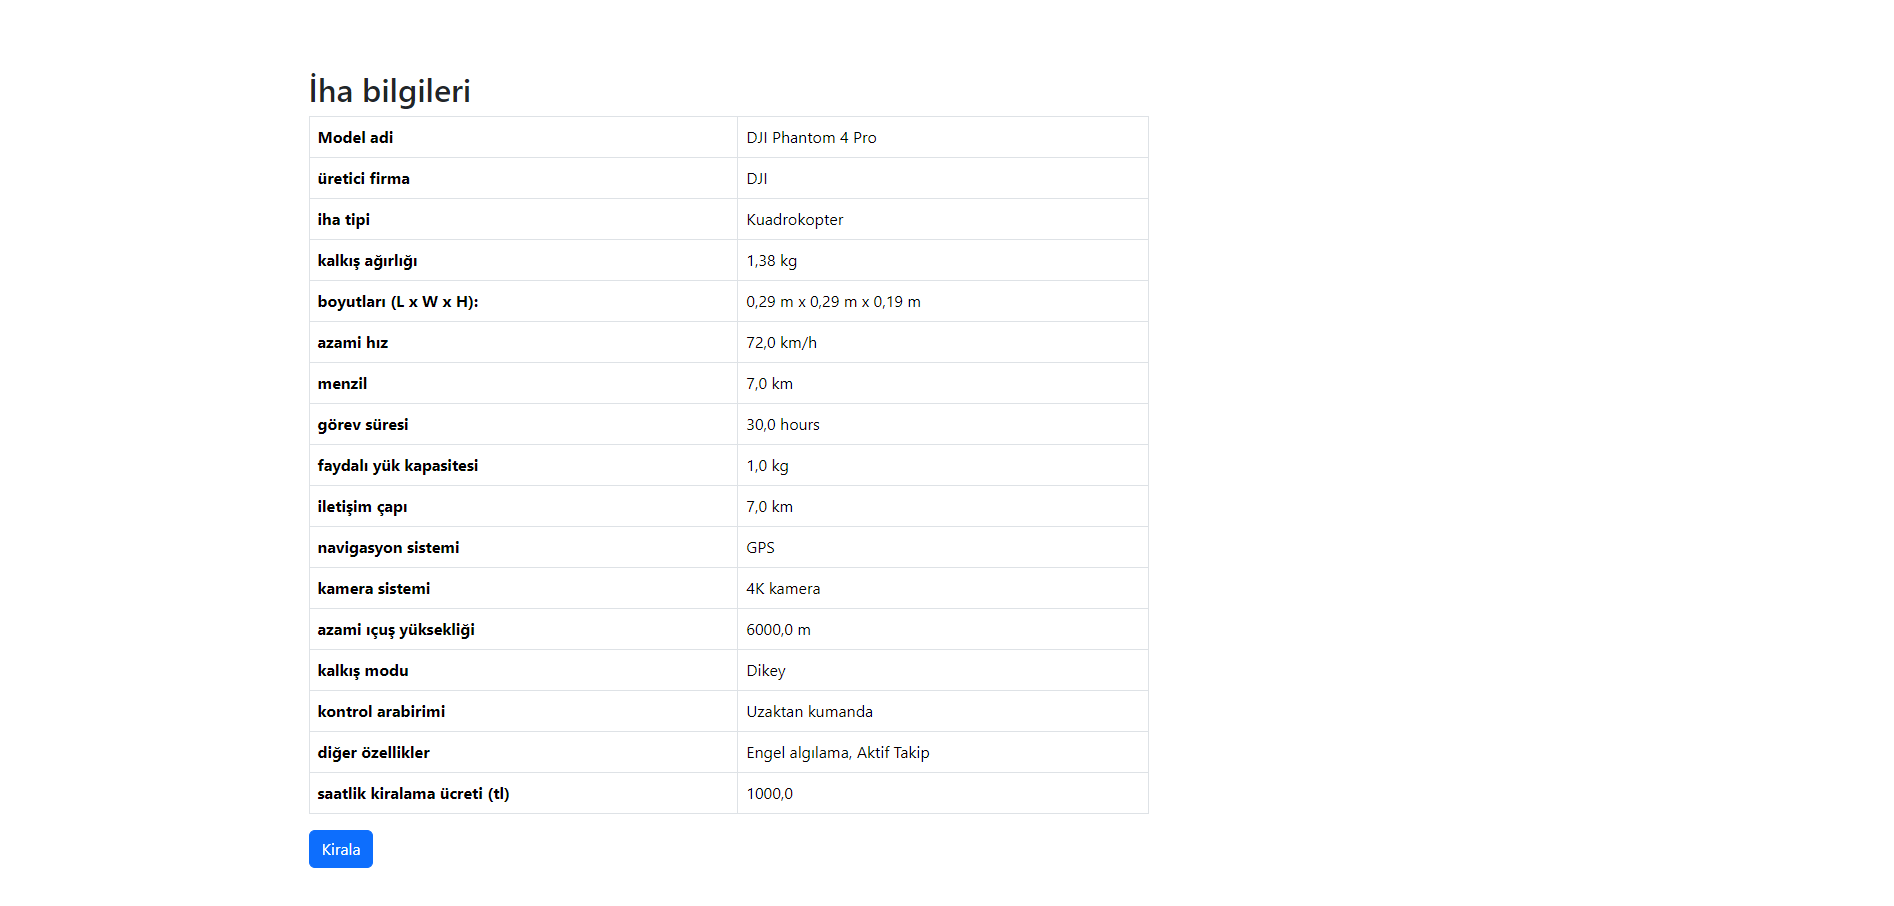 İha bilgileri
Model adi DJI Phantom 4 Pro
üretici firma DJI
iha tipi Kuadrokopter
kalkış ağırlığı 1,38 kg
boyutları (L x W x H): 0,29 m x 0,29 m x 0,19 m
azami hız 72,0 km/h
menzil 7,0 km
görev süresi 30,0 hours
faydalı yük kapasitesi 1,0 kg
iletişim çapı 7,0 km
navigasyon sistemi GPS
kamera sistemi 4K kamera
azami ıçuş yüksekliği 6000,0 m
kalkış modu Dikey
kontrol arabirimi Uzaktan kumanda
diğer özellikler Engel algılama, Aktif Takip
saatlik kiralama ücreti (tl) 1000,0
Kirala